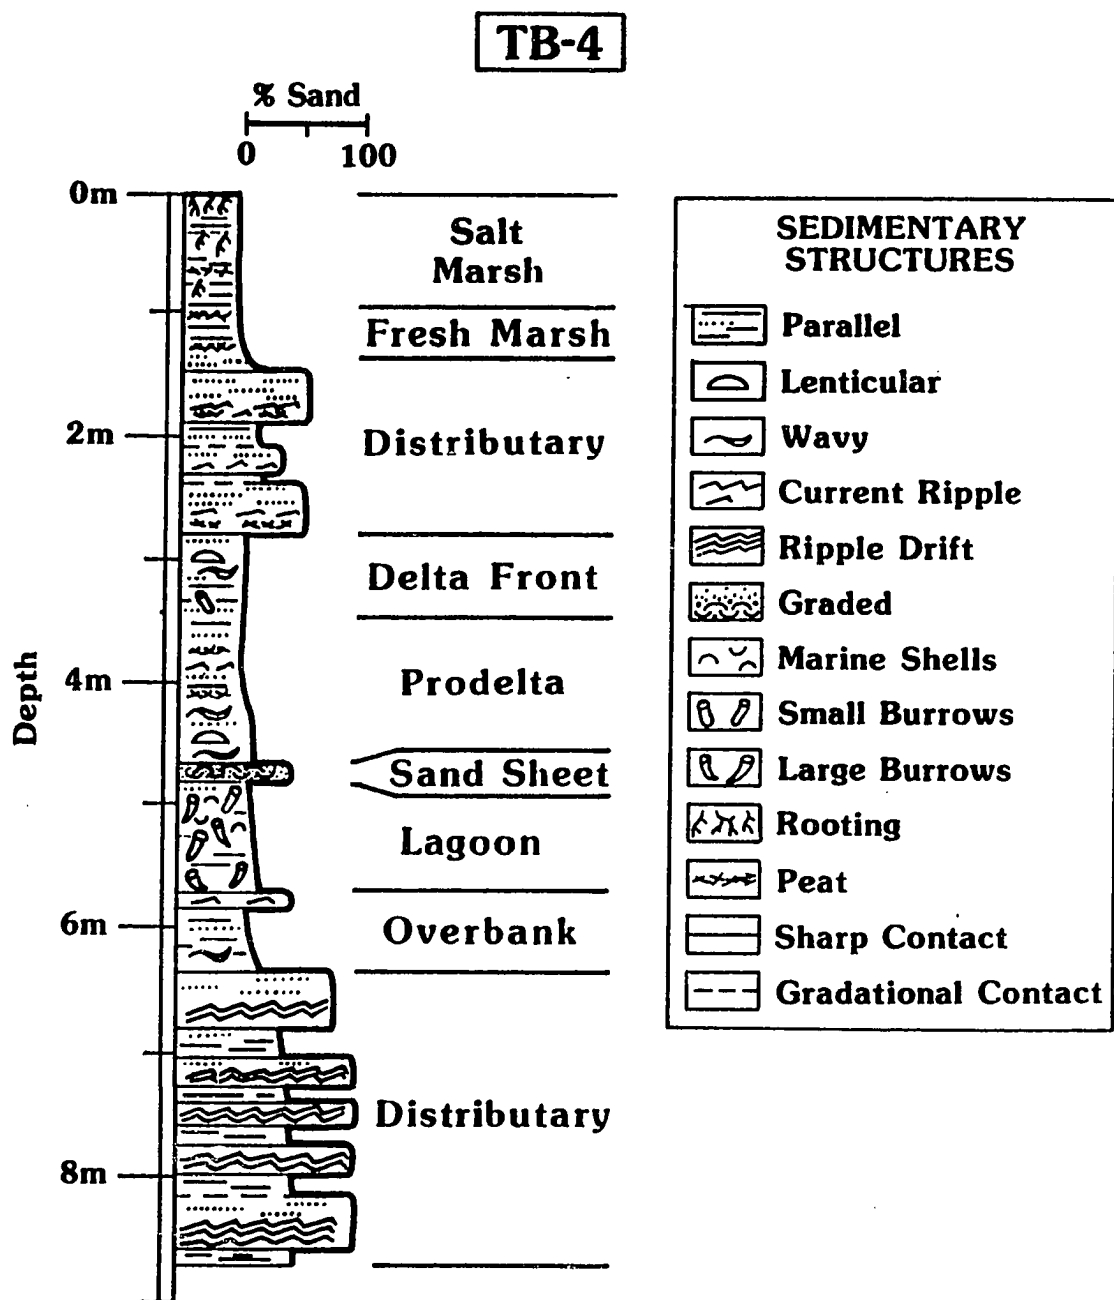 TB-4
% Sand
0 100
0m
2m
4m
6m
8m
Depth
Salt
Marsh
Fresh Marsh
Distributary
Delta Front
Prodelta
Sand Sheet
Lagoon
Overbank
Distributary
SEDIMENTARY
STRUCTURES
Parallel
Lenticular
Wavy
Current Ripple
Ripple Drift
Graded
Marine Shells
Small Burrows
Large Burrows
Rooting
Peat
Sharp Contact
Gradational Contact